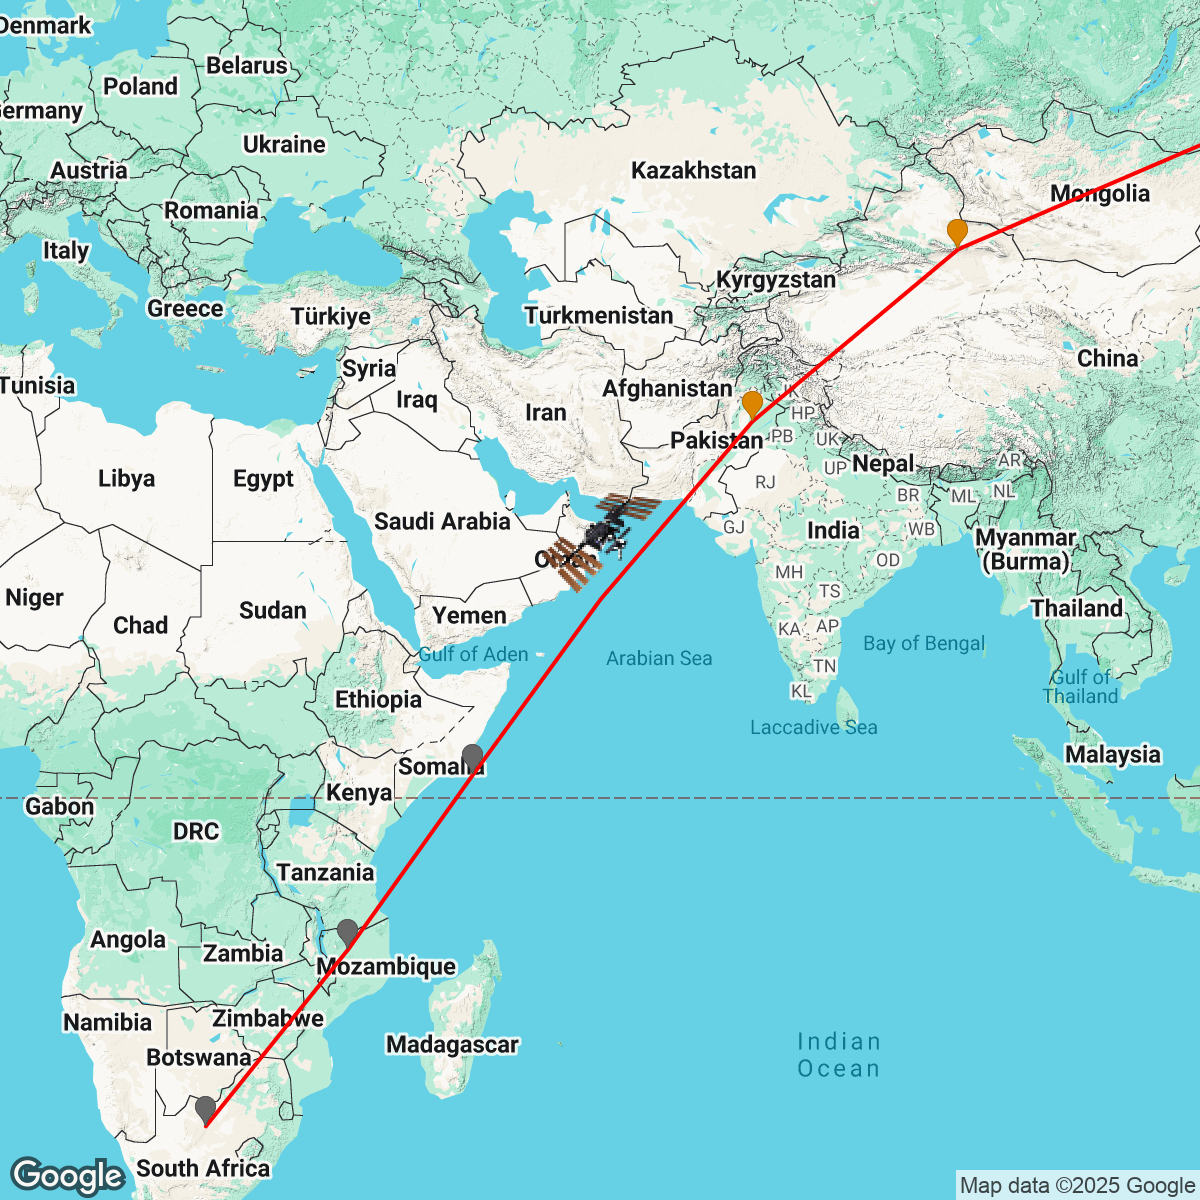 Denmark
Belarus
Poland
Germany
Ukraine
Austria
Kazakhstan
Mongolia
Romania
Italy
Kyrgyzstan
Greece
Türkiye
Turkmenistan
China
Syria
Tunisia
Afghanistan
JK
Iraq
Iran
HP
Pakistan
PB
UK
Nepal
AR
UP
Libya
Egypt
RJ
BR
ML
NL
Saudi Arabia
GJ
India
WB
Myanmar
(Burma)
OD
MH
TS
Niger
Sudan
Yemen
Thailand
Chad
KA
AP
Bay of Bengal
Gulf of Aden
Arabian Sea
TN
Gulf of
Thailand
KL
Ethiopia
Laccadive Sea
Malaysia
Somalia
Kenya
Gabon
DRC
Tanzania
Angola
Zambia
Mozambique
Namibia
Zimbabwe
Madagascar
Indian
Ocean
Botswana
South Africa
Google
Map data ©2025 Google